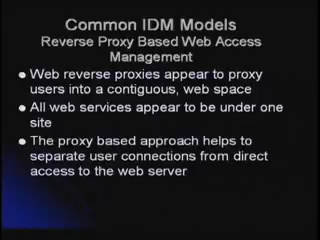 Common IDM Models
Reverse Proxy Based Web Access
Management
Web reverse proxies appear to proxy
users into a contiguous, web space
All web services appear to be under one
site
The proxy based approach helps to
separate user connections from direct
access to the web server